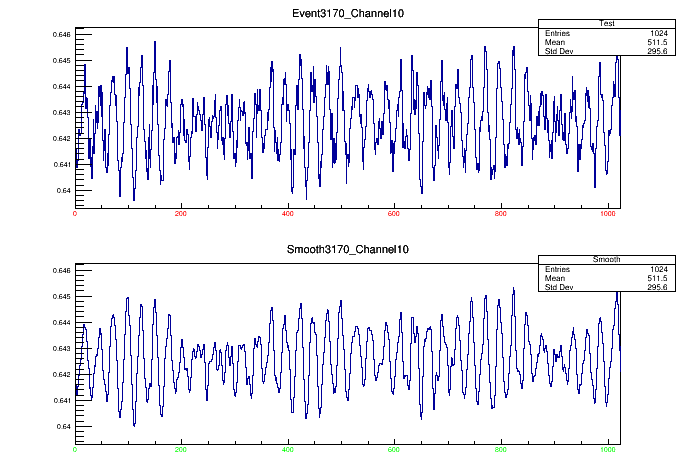 Event3170_Channel10
Test
Entries 1024
Mean 511.5
Std Dev 295.6
0.646
0.645
0.644
0.643
0.642
0.641
0.64
0 200 400 600 800 1000
Smooth3170_Channel10
Smooth
Entries 1024
Mean 511.5
Std Dev 295.6
0.646
0.645
0.644
0.643
0.642
0.641
0.64
0 200 400 600 800 1000